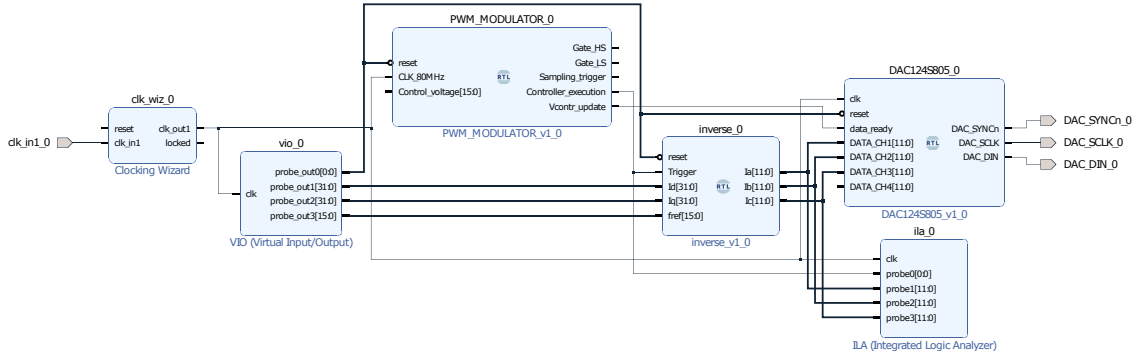 PWM_MODULATOR_0
reset
CLK_80MHz
Control_voltage[15:0]
RTL
Gate_HS
Gate_LS
Sampling_trigger
Controller_execution
Vcontr_update
PWM_MODULATOR_v1_0
clk_in1_0
clk_wiz_0
reset
clk_in1
clk_out1
locked
Clocking Wizard
vio_0
clk
probe_out0[0:0]
probe_out1[31:0]
probe_out2[31:0]
probe_out3[15:0]
VIO (Virtual Input/Output)
inverse_0
reset
Trigger
Id[31:0]
Iq[31:0]
fref[15:0]
RTL
Ia[11:0]
Ib[11:0]
Ic[11:0]
inverse_v1_0
DAC124S805_0
clk
reset
data_ready
DATA_CH1[11:0]
DATA_CH2[11:0]
DATA_CH3[11:0]
DATA_CH4[11:0]
RTL
DAC_SYNCn
DAC_SCLK
DAC_DIN
DAC124S805_v1_0
DAC_SYNCn_0
DAC_SCLK_0
DAC_DIN_0
ila_0
clk
probe0[0:0]
probe1[11:0]
probe2[11:0]
probe3[11:0]
ILA (Integrated Logic Analyzer)